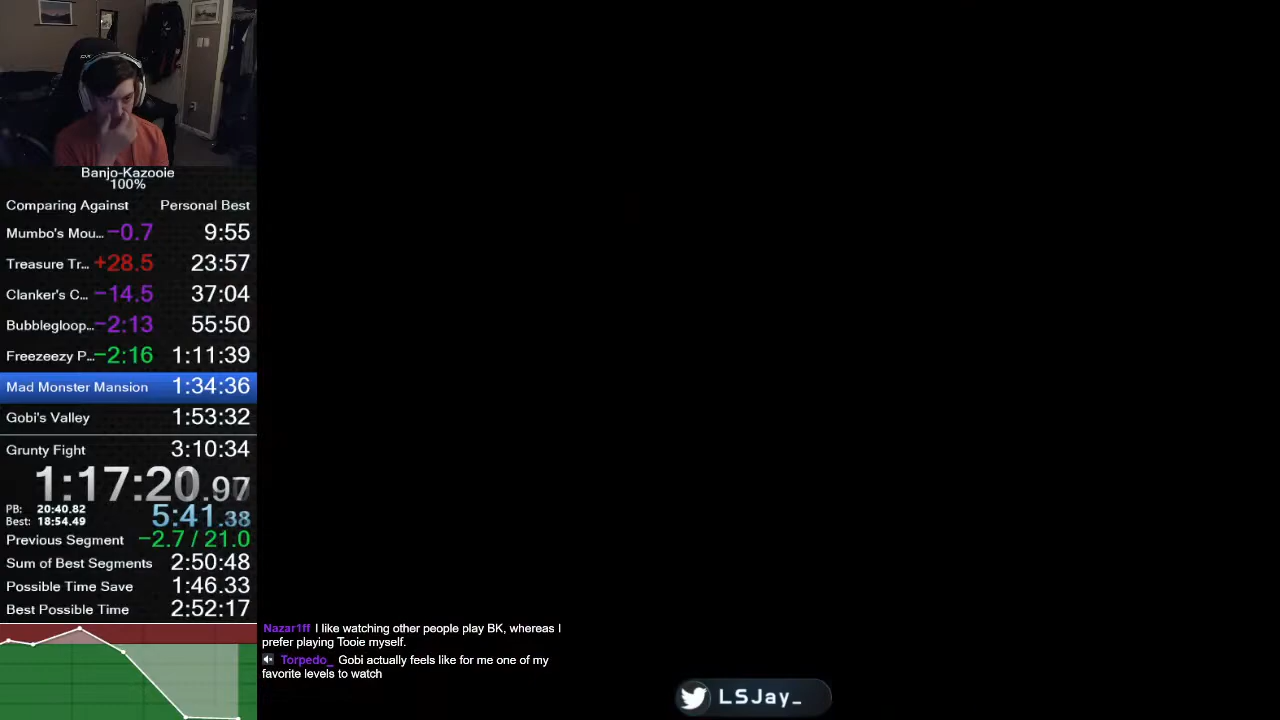 Banjo-Kazooie
100%
Comparing Against Personal Best
Mumbo's Mou... −0.7 9:55
Treasure Tr... +28.5 23:57
Clanker's C... −14.5 37:04
Bubblegloop... −2:13 55:50
Freezeezy P... −2:16 1:11:39
Mad Monster Mansion 1:34:36
Gobi's Valley 1:53:32
Grunty Fight 3:10:34
1:17:20.97
PB: 20:40.82
Best: 18:54.49
5:41.38
Previous Segment −2.7 / 21.0
Sum of Best Segments 2:50:48
Possible Time Save 1:46.33
Best Possible Time 2:52:17
Nazar1ff I like watching other people play BK, whereas I
prefer playing Tooie myself.
Torpedo_ Gobi actually feels like for me one of my
favorite levels to watch
LSJay_